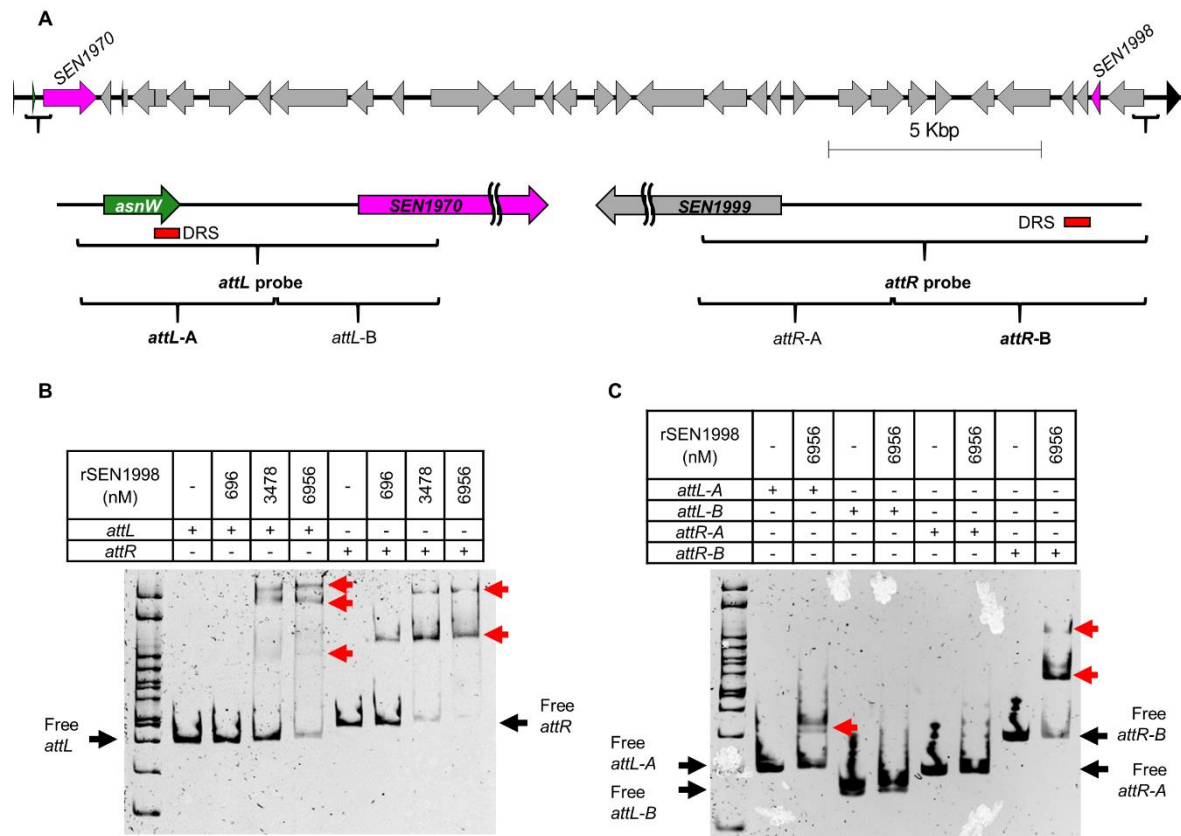 A
SEN1970
SEN1998
5 Kbp
asnW
SEN1970
SEN1999
DRS
DRS
attL probe
attR probe
attL-A
attL-B
attR-A
attR-B
B
rSEN1998 (nM) - 696 3478 6956 - 696 3478 6956
attL + + + + - - - -
attR - - - - + + + +
Free attL
Free attR
C
rSEN1998 (nM) - 6956 - 6956 - 6956 - 6956
attL-A + + - - - - - -
attL-B - - + + - - - -
attR-A - - - - + + - -
attR-B - - - - - - + +
Free attL-A
Free attL-B
Free attR-B
Free attR-A